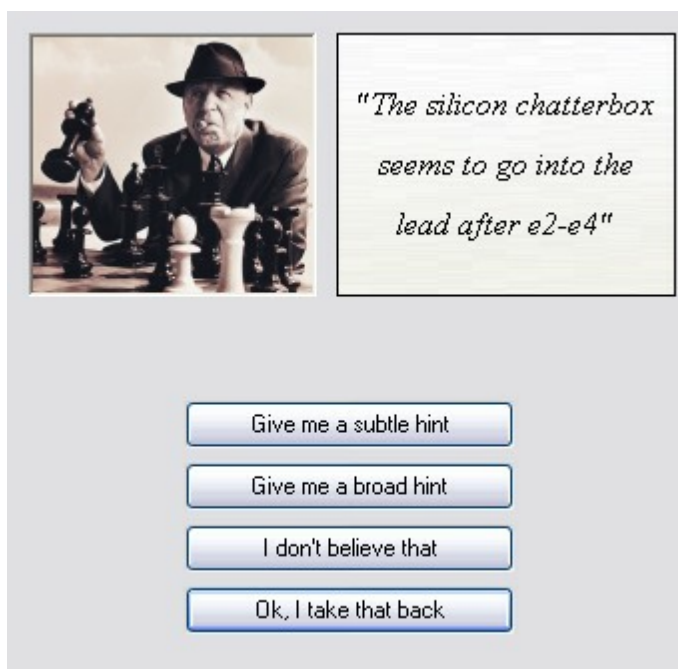 "The silicon chatterbox
seems to go into the
lead after e2-e4"
Give me a subtle hint
Give me a broad hint
I don't believe that
Ok, I take that back